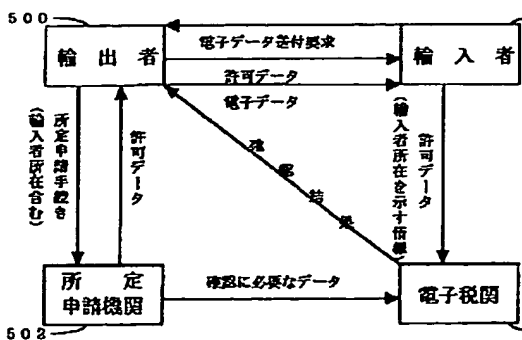 500
輸出者
輸入者
電子データ送付要求
許可データ
電子データ
所定申請手続き
(輸入者所在含む)
許可データ
確認結果
(輸入者所在を示す情報)
許可データ
所定
申請機関
確認に必要なデータ
電子税関
502